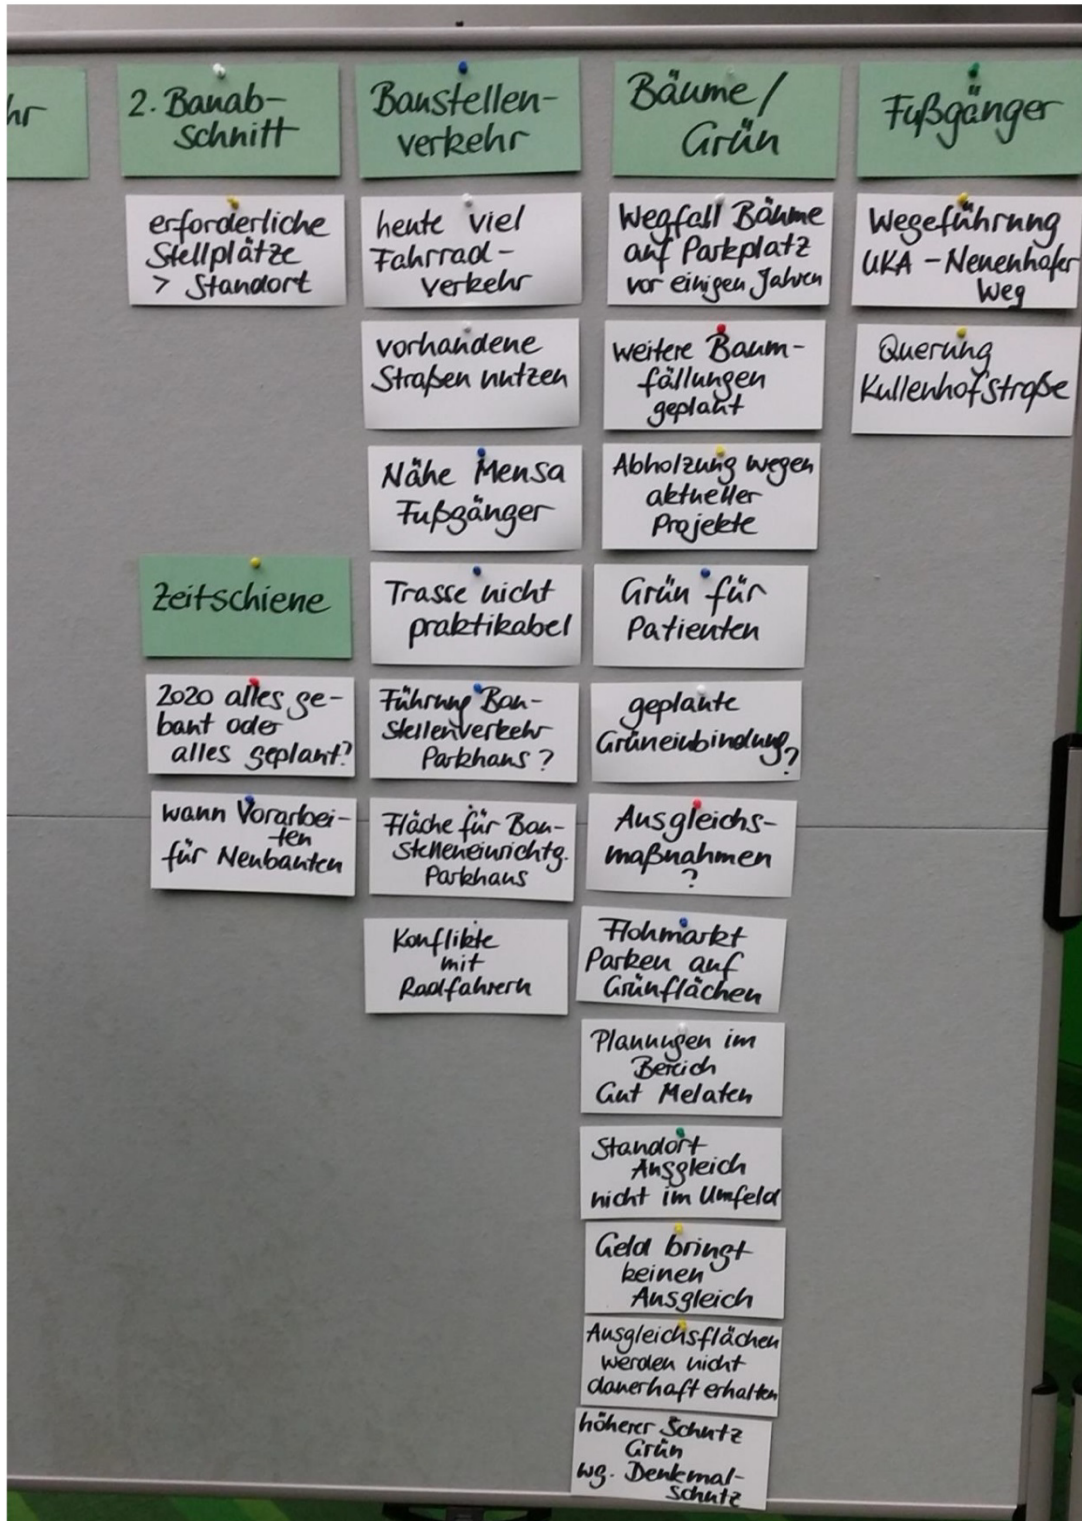 hr
2. Bauab-
schnitt
erforderliche
Stellplätze
> Standort
Zeitschiene
2020 alles ge-
baut oder
alles geplant?
wann Vorarbei-
ten
für Neubauten
Baustellen-
verkehr
heute viel
Fahrrad-
verkehr
vorhandene
Straßen nutzen
Nähe Mensa
Fußgänger
Trasse nicht
praktikabel
Führung Bau-
stellenverkehr
Parkhaus?
Fläche für Bau-
stelleneinrichtg.
Parkhaus
Konflikte
mit
Radfahrern
Bäume/
Grün
Wegfall Bäume
auf Parkplatz
vor einigen Jahren
weitere Baum-
fällungen
geplant
Abholzung wegen
aktueller
Projekte
Grün für
Patienten
geplante
Grüneinbindung?
Ausgleichs-
maßnahmen
?
Flohmarkt
Parken auf
Grünflächen
Planungen im
Bereich
Gut Melaten
Standort
Ausgleich
nicht im Umfeld
Geld bringt
keinen
Ausgleich
Ausgleichsflächen
werden nicht
dauerhaft erhalten
höherer Schutz
Grün
wg. Denkmal-
schutz
Fußgänger
Wegeführung
UKA - Neuenhofer
Weg
Querung
Kullenhofstraße